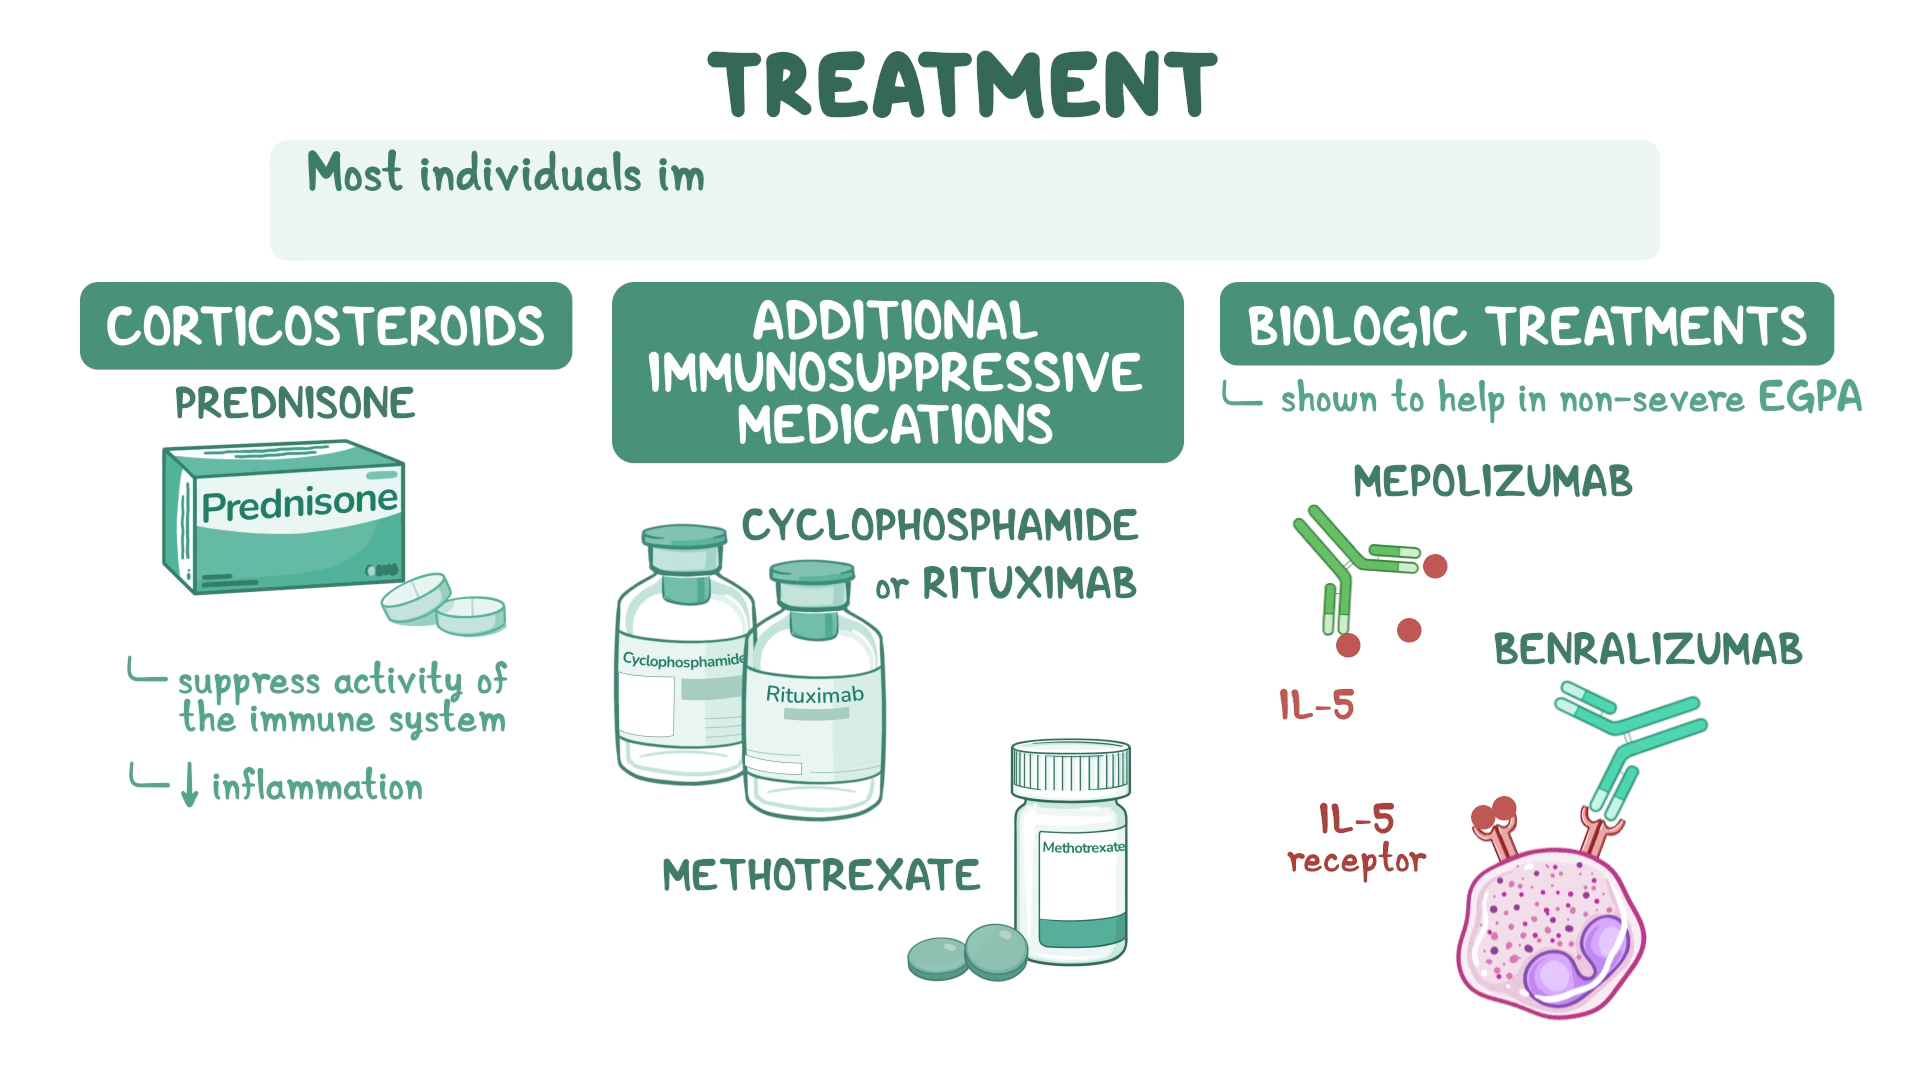 TREATMENT
Most individuals im
CORTICOSTEROIDS
PREDNISONE
Prednisone
suppress activity of
the immune system
↓ inflammation
ADDITIONAL
IMMUNOSUPPRESSIVE
MEDICATIONS
CYCLOPHOSPHAMIDE
or RITUXIMAB
Cyclophosphamide
Rituximab
METHOTREXATE
Methotrexate
BIOLOGIC TREATMENTS
shown to help in non-severe EGPA
MEPOLIZUMAB
IL-5
BENRALIZUMAB
IL-5
receptor